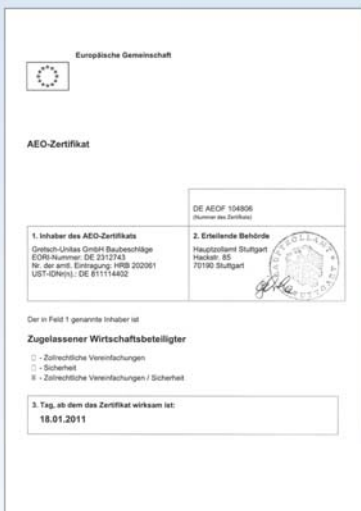 Europäische Gemeinschaft
AEO-Zertifikat
DE AEOF 104806
(Nummer des Zertifikats)
1. Inhaber des AEO-Zertifikats
Gretsch-Unitas GmbH Baubeschläge
EORI-Nummer: DE 2312743
Nr. der amtl. Eintragung: HRB 202061
UST-IDNr(n).: DE 811114402
2. Erteilende Behörde
Hauptzollamt Stuttgart
Hackstr. 85
70190 Stuttgart
HAUPTZOLLAMT
STUTTGART
Der in Feld 1 genannte Inhaber ist
Zugelassener Wirtschaftsbeteiligter
- Zollrechtliche Vereinfachungen
- Sicherheit
- Zollrechtliche Vereinfachungen / Sicherheit
3. Tag, ab dem das Zertifikat wirksam ist:
18.01.2011